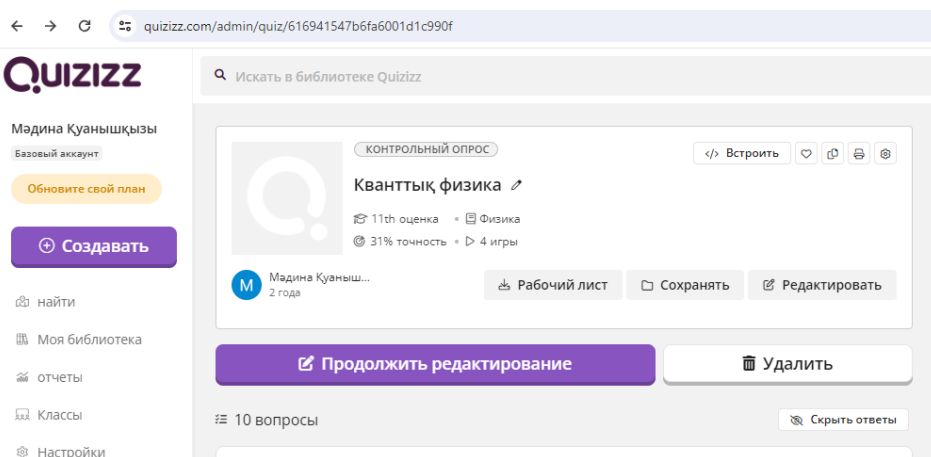 quizizz.com/admin/quiz/616941547b6fa6001d1c990f
QUIZIZZ
Искать в библиотеке Quizizz
Мәдина Қуанышқызы
Базовый аккаунт
Обновите свой план
Создавать
найти
Моя библиотека
отчеты
Классы
Настройки
КОНТРОЛЬНЫЙ ОПРОС
</> Встроить
Кванттық физика
11th оценка • Физика
31% точность • 4 игры
М
Мәдина Қуаныш...
2 года
Рабочий лист
Сохранять
Редактировать
Продолжить редактирование
Удалить
10 вопросы
Скрыть ответы